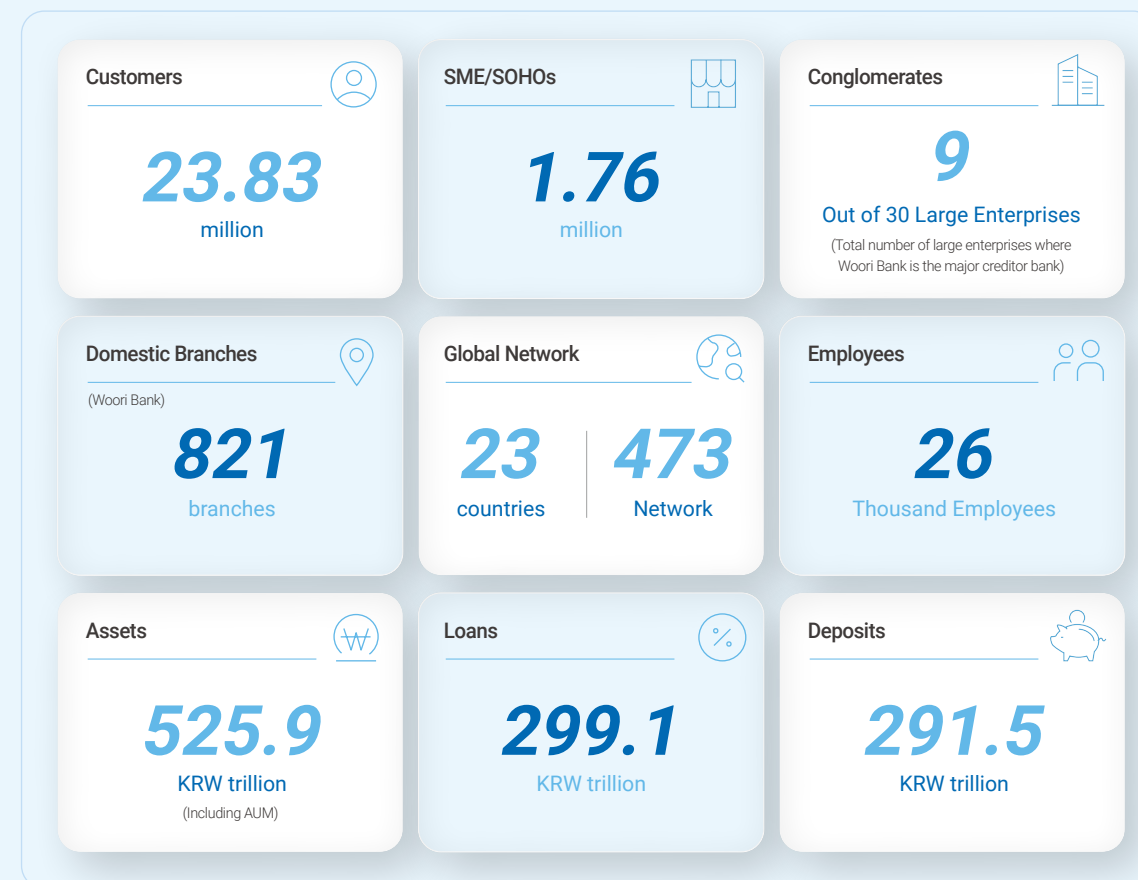 Customers
23.83
million
SME/SOHOs
1.76
million
Conglomerates
9
Out of 30 Large Enterprises
(Total number of large enterprises where
Woori Bank is the major creditor bank)
Domestic Branches
(Woori Bank)
821
branches
Global Network
23
countries
473
Network
Employees
26
Thousand Employees
Assets
525.9
KRW trillion
(Including AUM)
Loans
%
299.1
KRW trillion
Deposits
291.5
KRW trillion